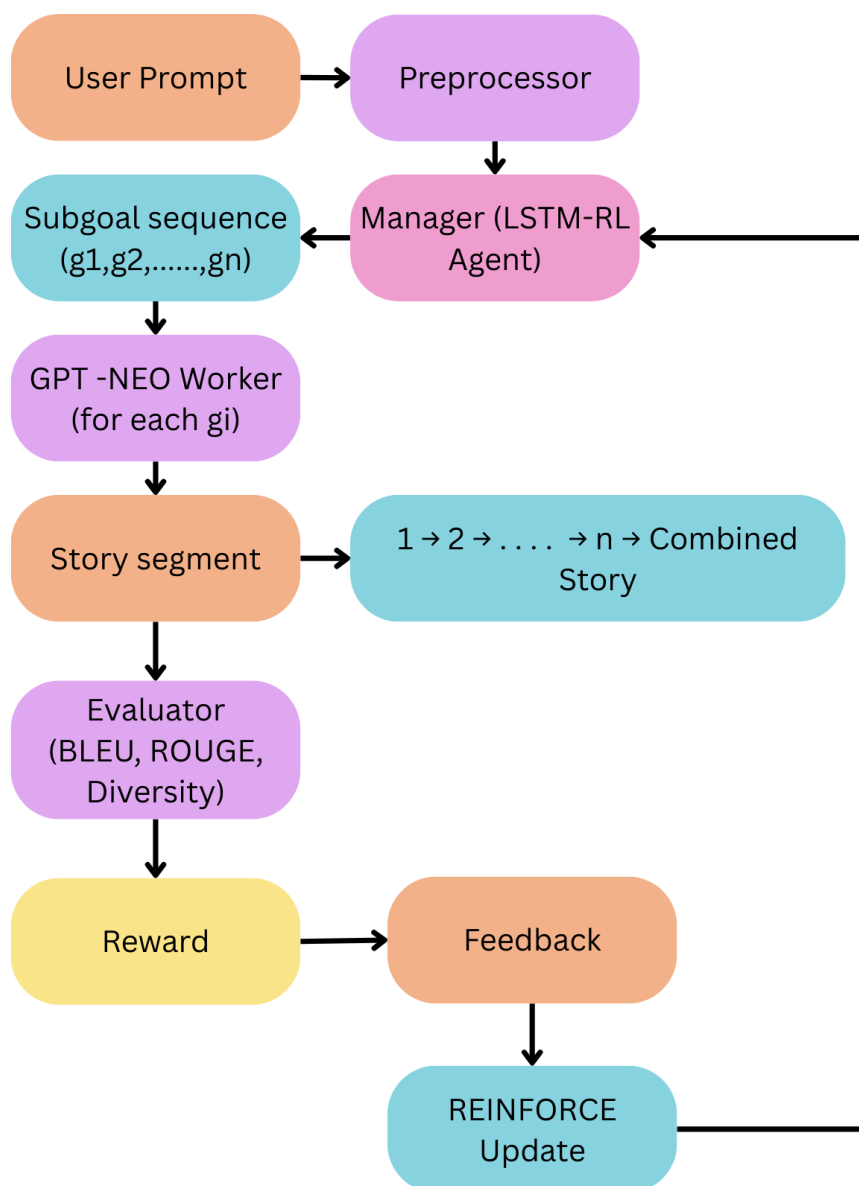 User Prompt
Preprocessor
Subgoal sequence
(g1,g2,......,gn)
Manager (LSTM-RL
Agent)
GPT -NEO Worker
(for each gi)
Story segment
1 → 2 → . . . . → n → Combined
Story
Evaluator
(BLEU, ROUGE,
Diversity)
Reward
Feedback
REINFORCE
Update